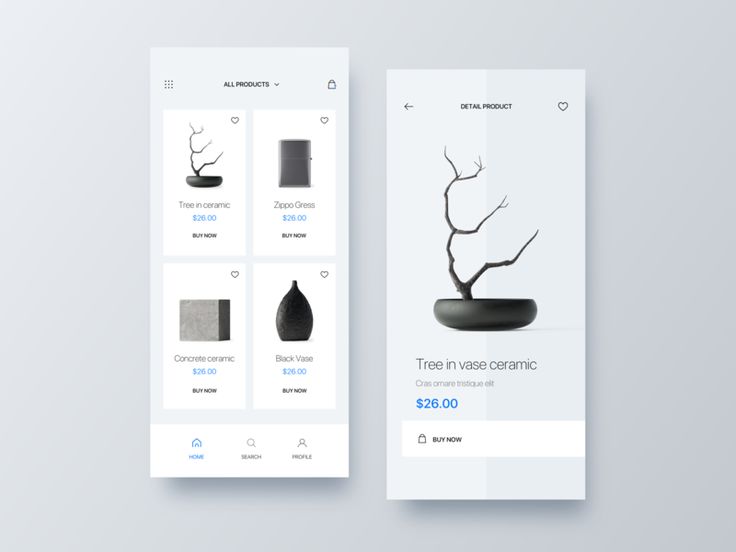 ALL PRODUCTS
Tree in ceramic
$26.00
BUY NOW
Zippo Gress
$26.00
BUY NOW
Concrete ceramic
$26.00
BUY NOW
Black Vase
$26.00
BUY NOW
HOME
SEARCH
PROFILE
DETAIL PRODUCT
Tree in vase ceramic
Cras ornare tristique elit
$26.00
BUY NOW